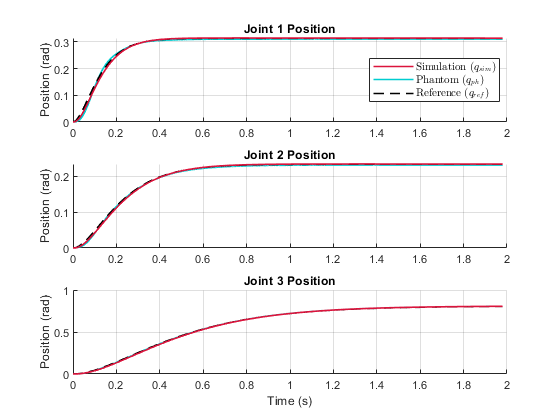 Joint 1 Position
Position (rad)
0.3
0.2
0.1
0
0 0.2 0.4 0.6 0.8 1 1.2 1.4 1.6 1.8 2
Simulation (q_sim)
Phantom (q_ph)
Reference (q_ref)
Joint 2 Position
Position (rad)
0.2
0.1
0
0 0.2 0.4 0.6 0.8 1 1.2 1.4 1.6 1.8 2
Joint 3 Position
Position (rad)
1
0.5
0
0 0.2 0.4 0.6 0.8 1 1.2 1.4 1.6 1.8 2
Time (s)